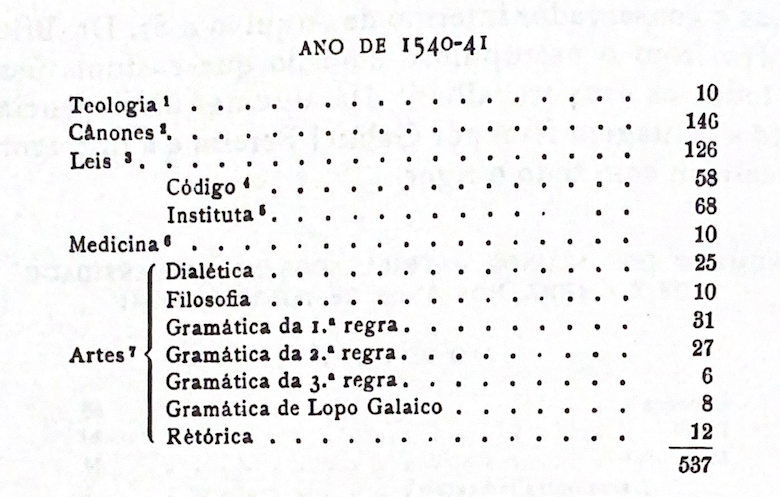 ANO DE 1540-41
Teologia ¹ . . . . . . . . . . . . . . . . 10
Cânones ². . . . . . . . . . . . . . . . . 146
Leis ³ . . . . . . . . . . . . . . . . . . 126
Código ⁴ . . . . . . . . . . . . . 58
Instituta ⁵. . . . . . . . . . . . . 68
Medicina ⁶ . . . . . . . . . . . . . . . . 10
Dialética . . . . . . . . . . . . . 25
Filosofia . . . . . . . . . . . . . 10
Gramática da 1.ª regra. . . . . . . . . 31
Artes ⁷ Gramática da 2.ª regra. . . . . . . . . 27
Gramática da 3.ª regra. . . . . . . . . 6
Gramática de Lopo Galaico . . . . . . . 8
Rètórica . . . . . . . . . . . . . 12
537